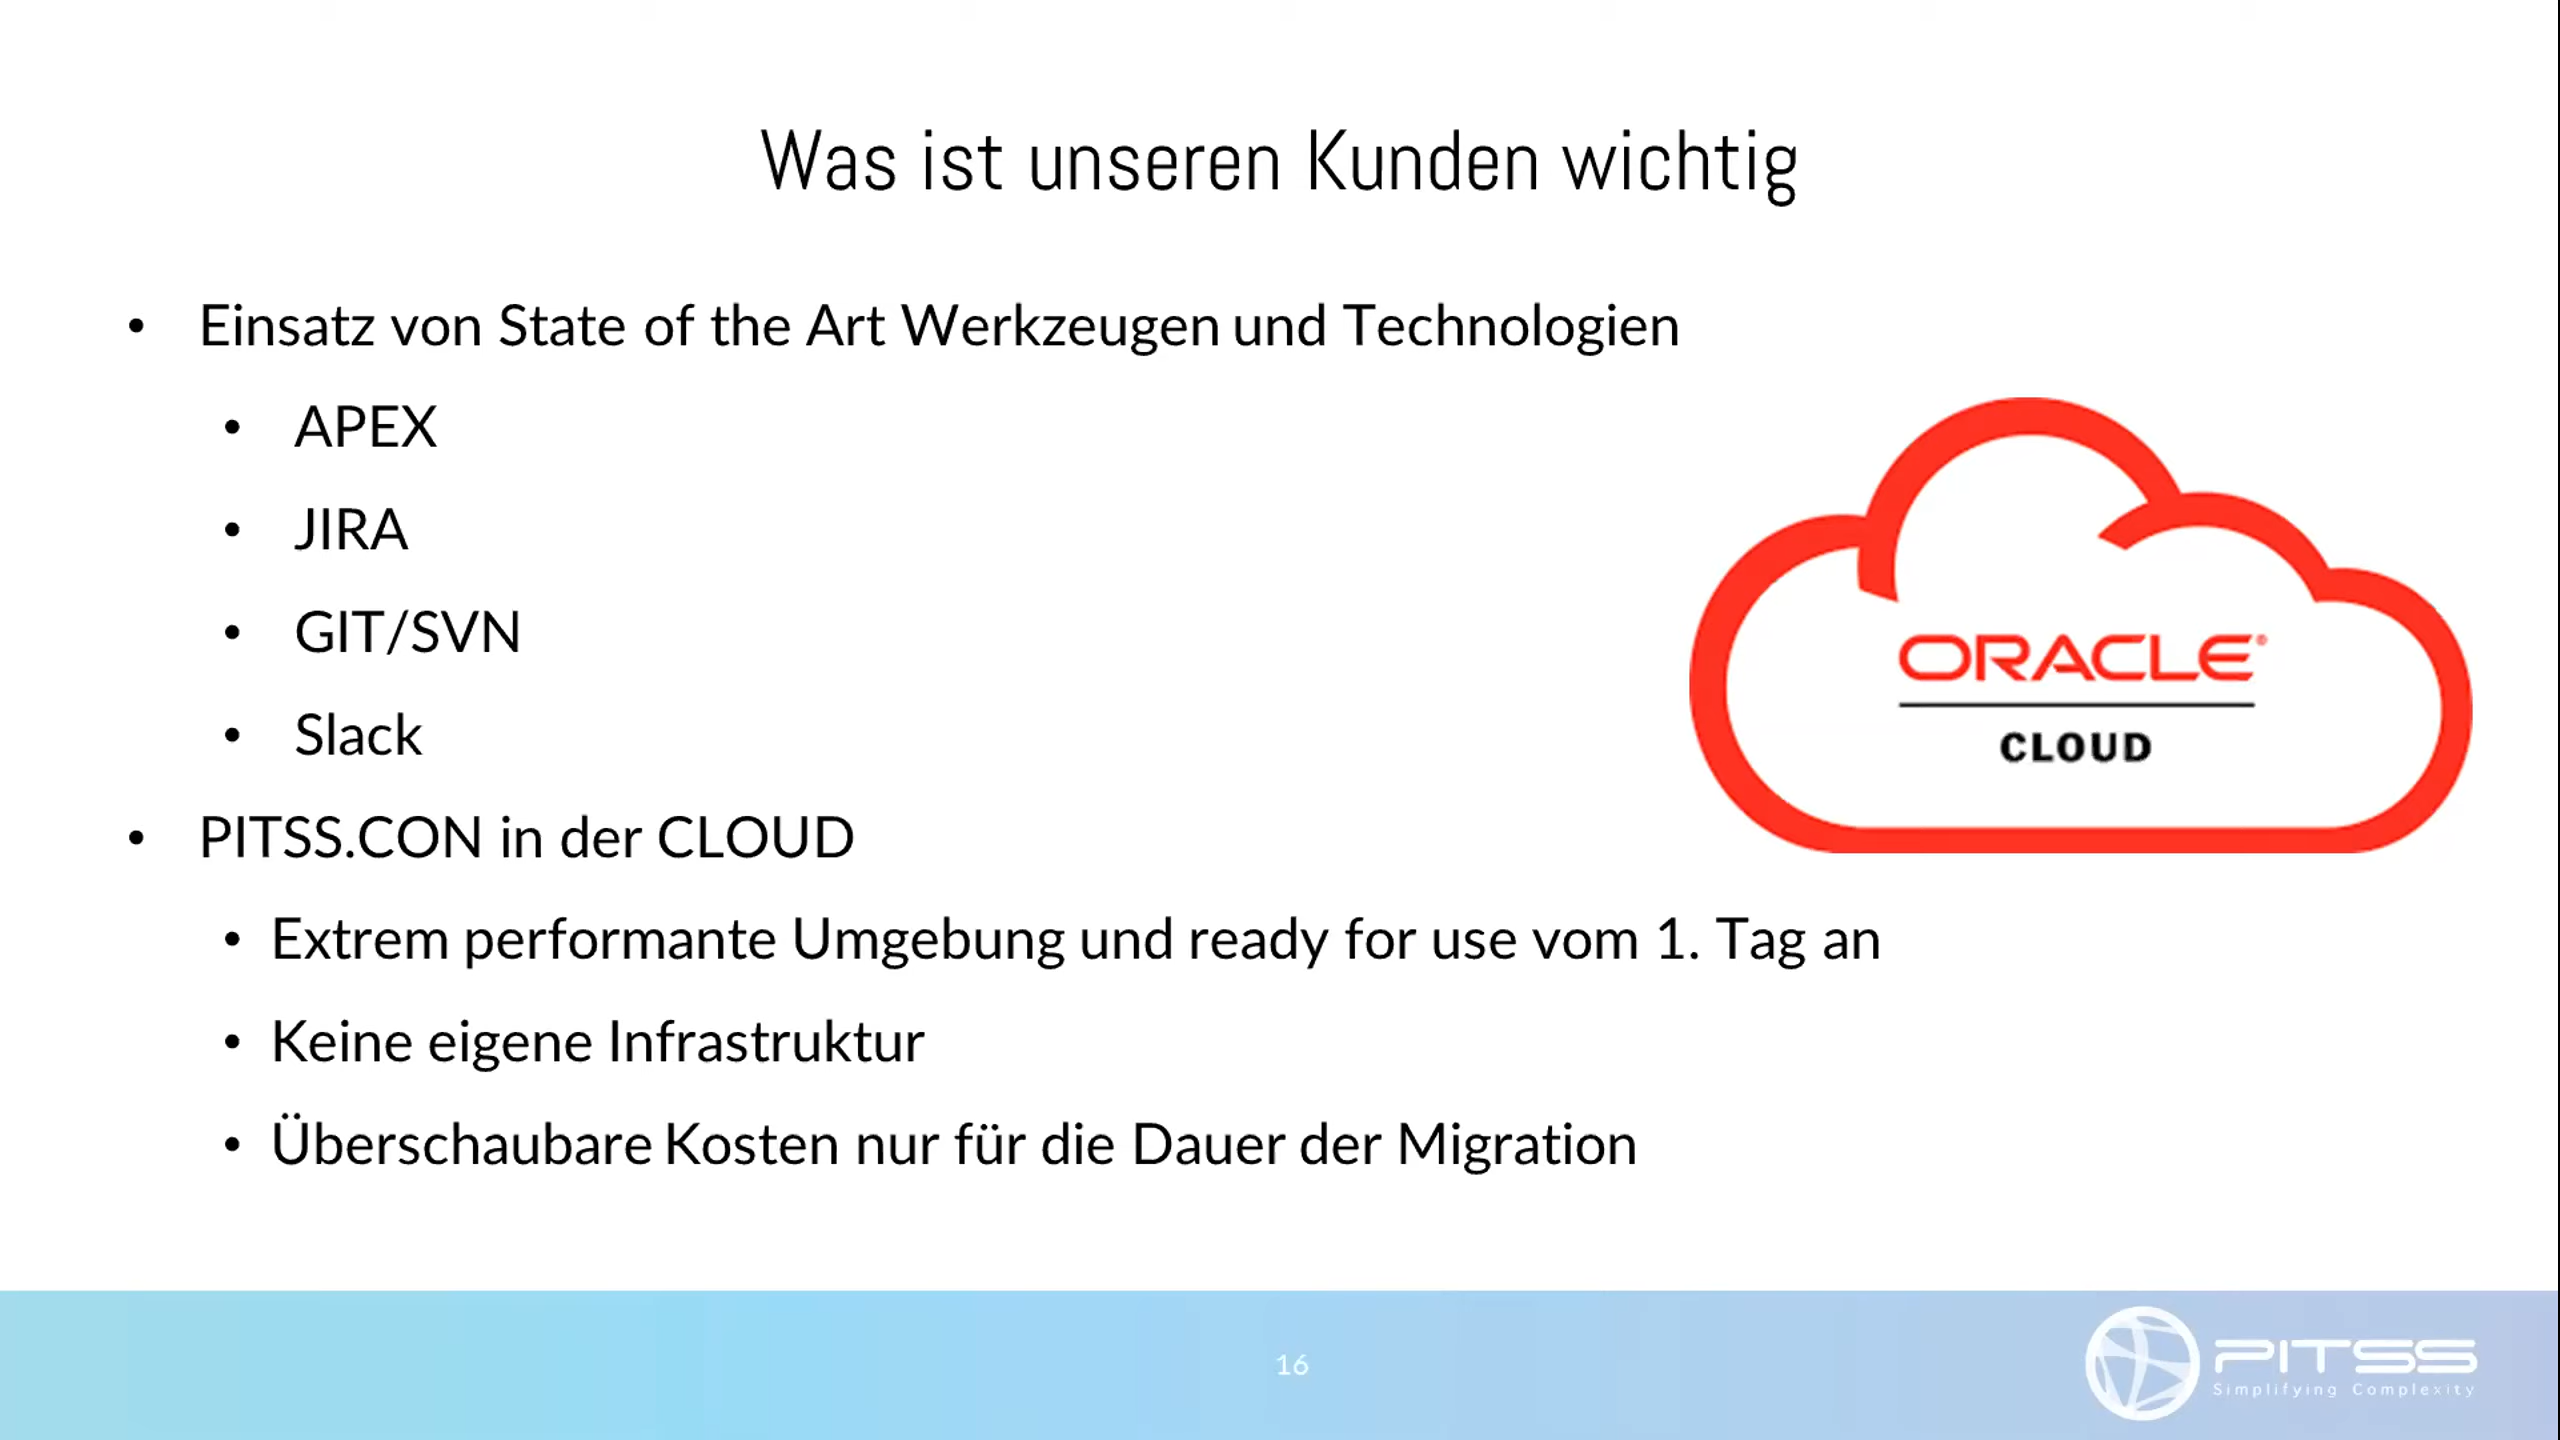 Was ist unseren Kunden wichtig
• Einsatz von State of the Art Werkzeugen und Technologien
• APEX
• JIRA
• GIT/SVN
• Slack
ORACLE®
CLOUD
• PITSS.CON in der CLOUD
• Extrem performante Umgebung und ready for use vom 1. Tag an
• Keine eigene Infrastruktur
• Überschaubare Kosten nur für die Dauer der Migration
16
PITSS
Simplifying Complexity